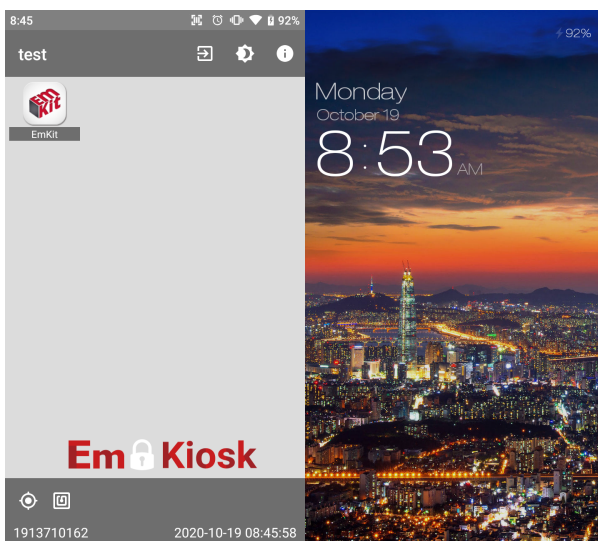 8:45
92%
test
EmKit
EmKit
Em Kiosk
1913710162
2020-10-19 08:45:58
92%
Monday
October 19
8:53 AM